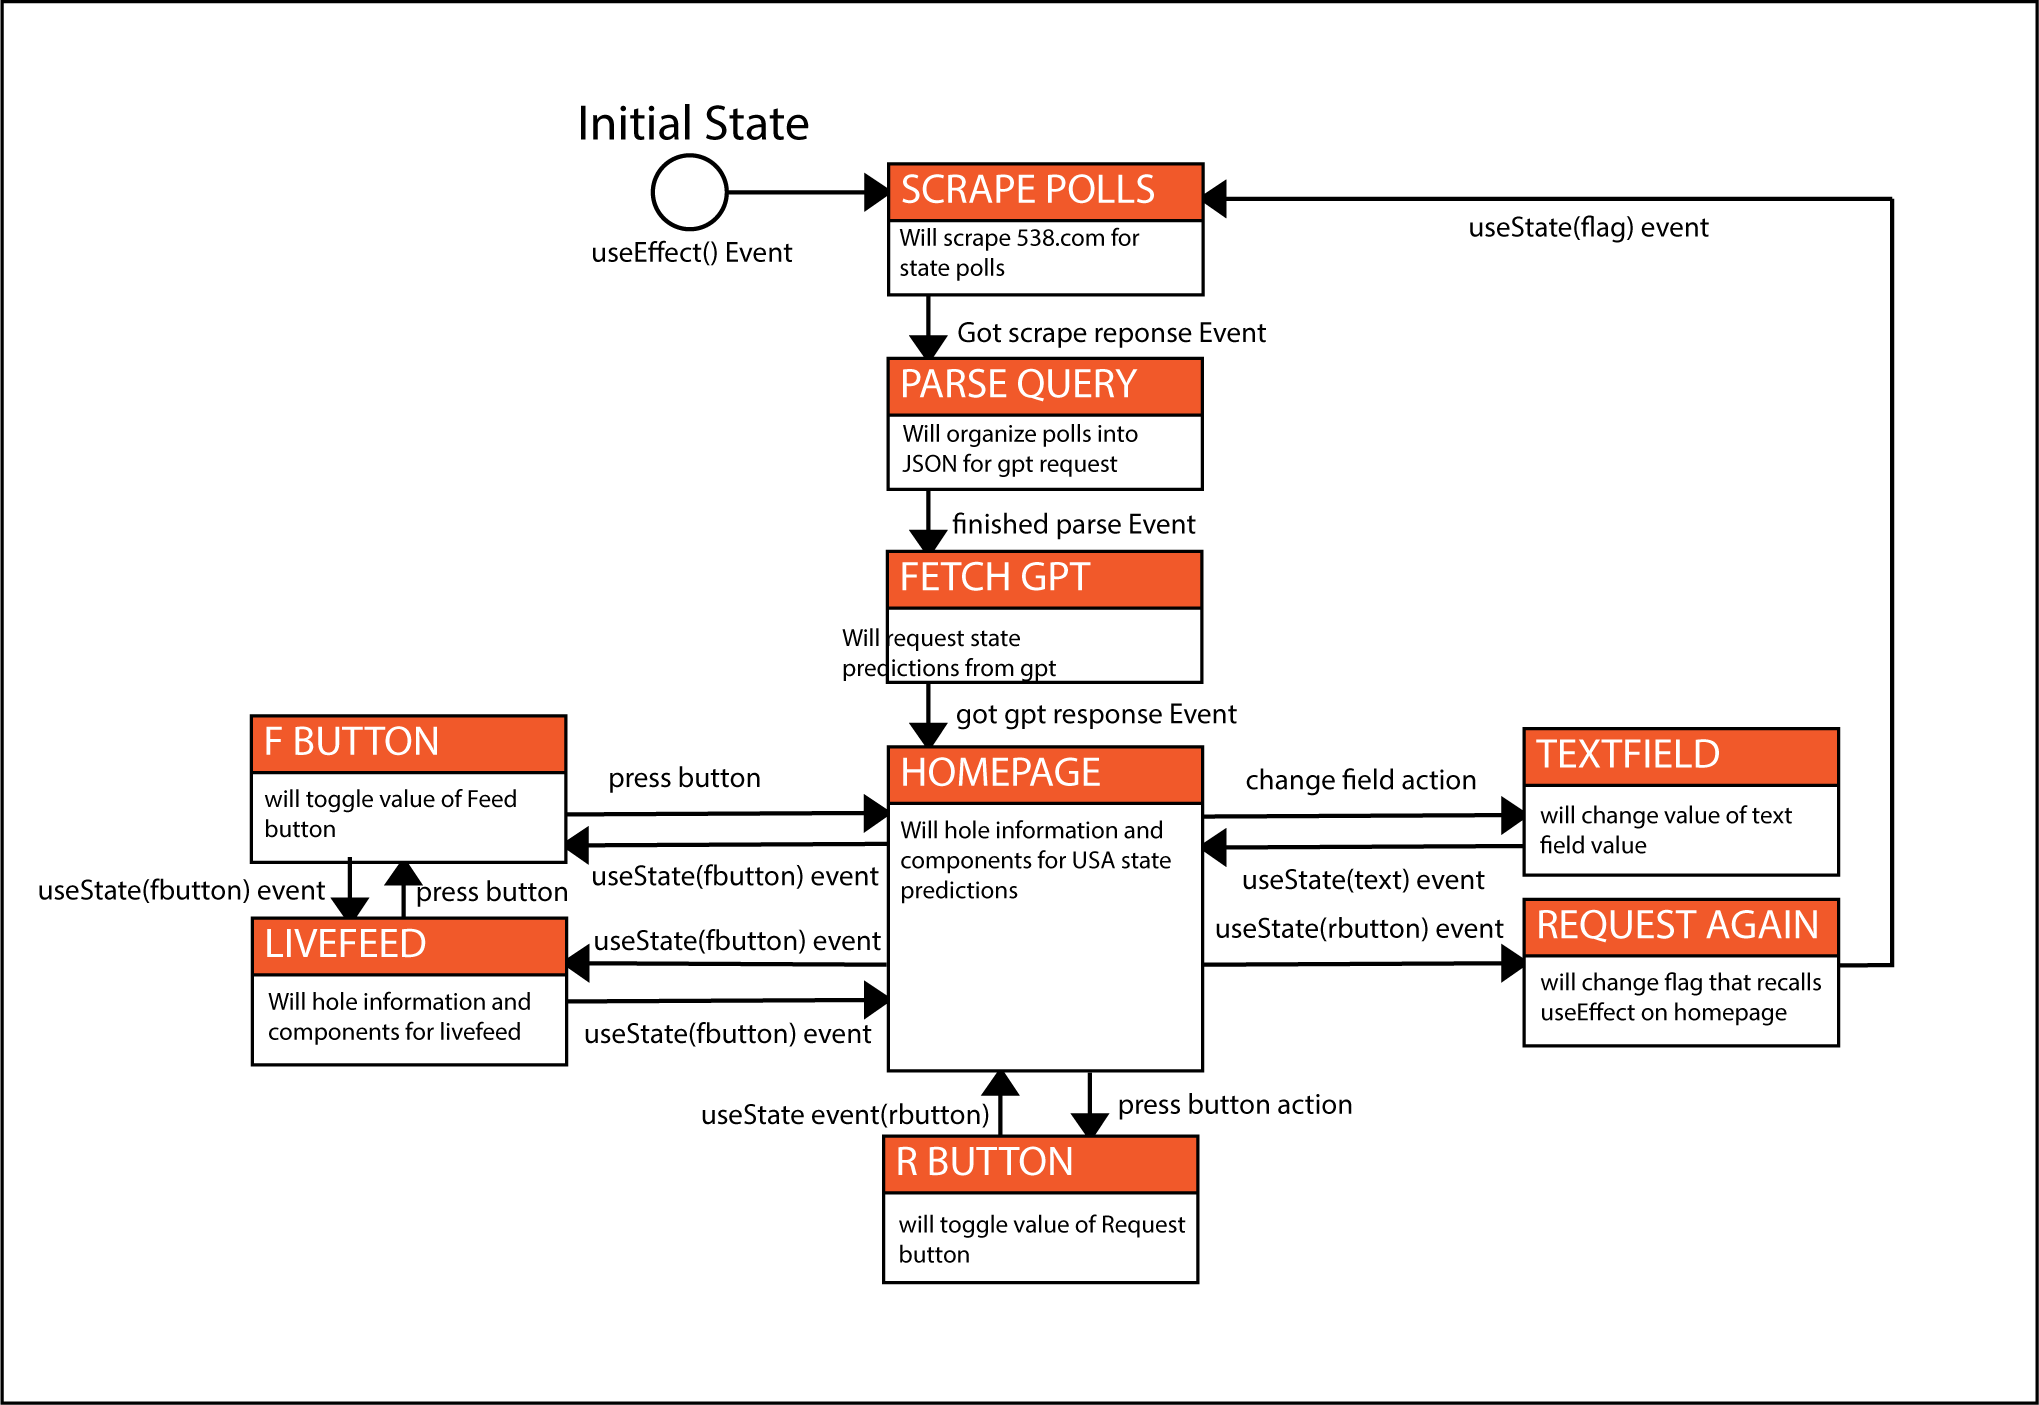 Initial State
useEffect() Event
SCRAPE POLLS
Will scrape 538.com for
state polls
useState(flag) event
Got scrape reponse Event
PARSE QUERY
Will organize polls into
JSON for gpt request
finished parse Event
FETCH GPT
Will request state
predictions from gpt
got gpt response Event
F BUTTON
will toggle value of Feed
button
press button
useState(fbutton) event
useState(fbutton) event
press button
LIVEFEED
Will hole information and
components for livefeed
useState(fbutton) event
useState(fbutton) event
HOMEPAGE
Will hole information and
components for USA state
predictions
change field action
useState(text) event
TEXTFIELD
will change value of text
field value
useState(rbutton) event
REQUEST AGAIN
will change flag that recalls
useEffect on homepage
useState event(rbutton)
press button action
R BUTTON
will toggle value of Request
button